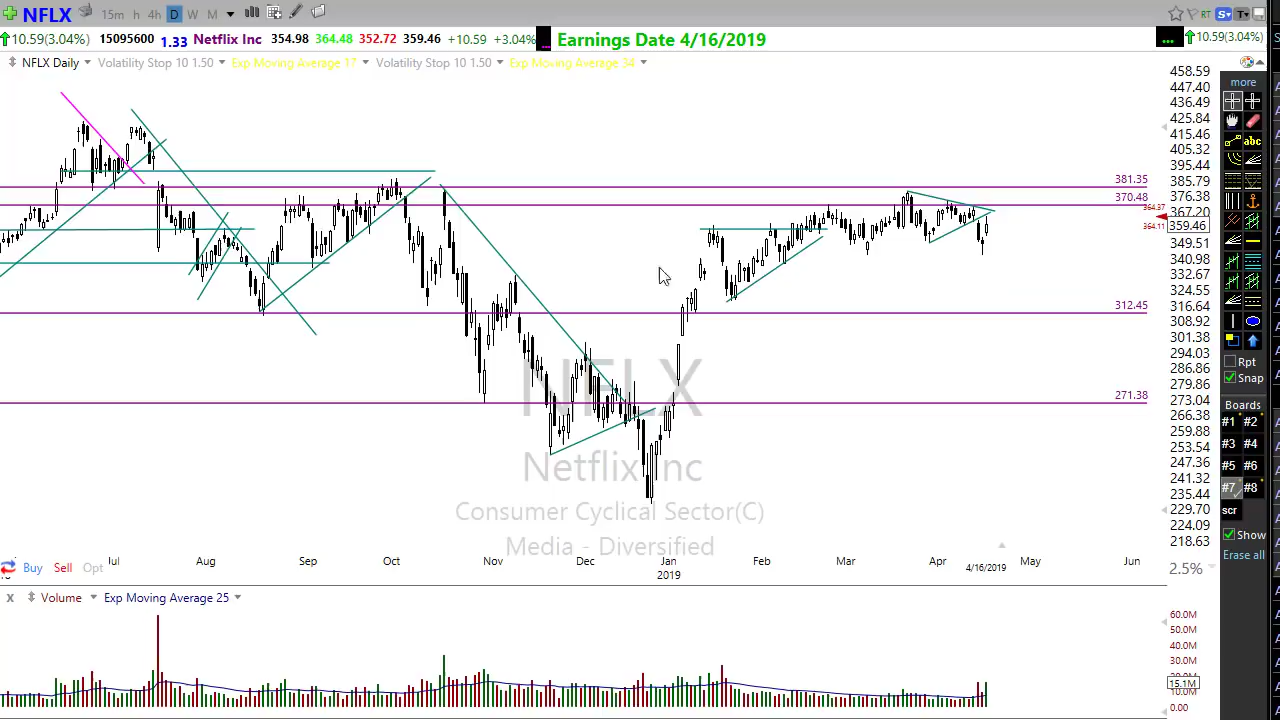 NFLX 15m h 4h D W M RT S T
10.59(3.04%) 15095600 1.33 Netflix Inc 354.98 364.48 352.72 359.46 +10.59 +3.04% ... Earnings Date 4/16/2019 ... 10.59(3.04%)
NFLX Daily Volatility Stop 10 1.50 Exp Moving Average 17 Volatility Stop 10 1.50 Exp Moving Average 34
458.59
447.40
436.49
425.84
415.46
405.32
395.44
385.79
376.38
367.20
359.46
349.51
340.98
332.67
324.55
316.64
308.92
301.38
294.03
286.86
279.86
273.04
266.38
259.88
253.54
247.36
241.32
235.44
229.70
224.09
218.63
381.35
370.48
364.37
364.11
312.45
271.38
more
abc
Rpt
Snap
Boards
#1 #2
#3 #4
#5 #6
#7 #8
scr
Show
Erase all
NFLX
Netflix Inc
Consumer Cyclical Sector(C)
Media - Diversified
Jul Aug Sep Oct Nov Dec Jan Feb Mar Apr May Jun
2019 4/16/2019
Buy Sell Opt 2.5%
X Volume Exp Moving Average 25
60.0M
50.0M
40.0M
30.0M
20.0M
15.1M
10.0M
0.00